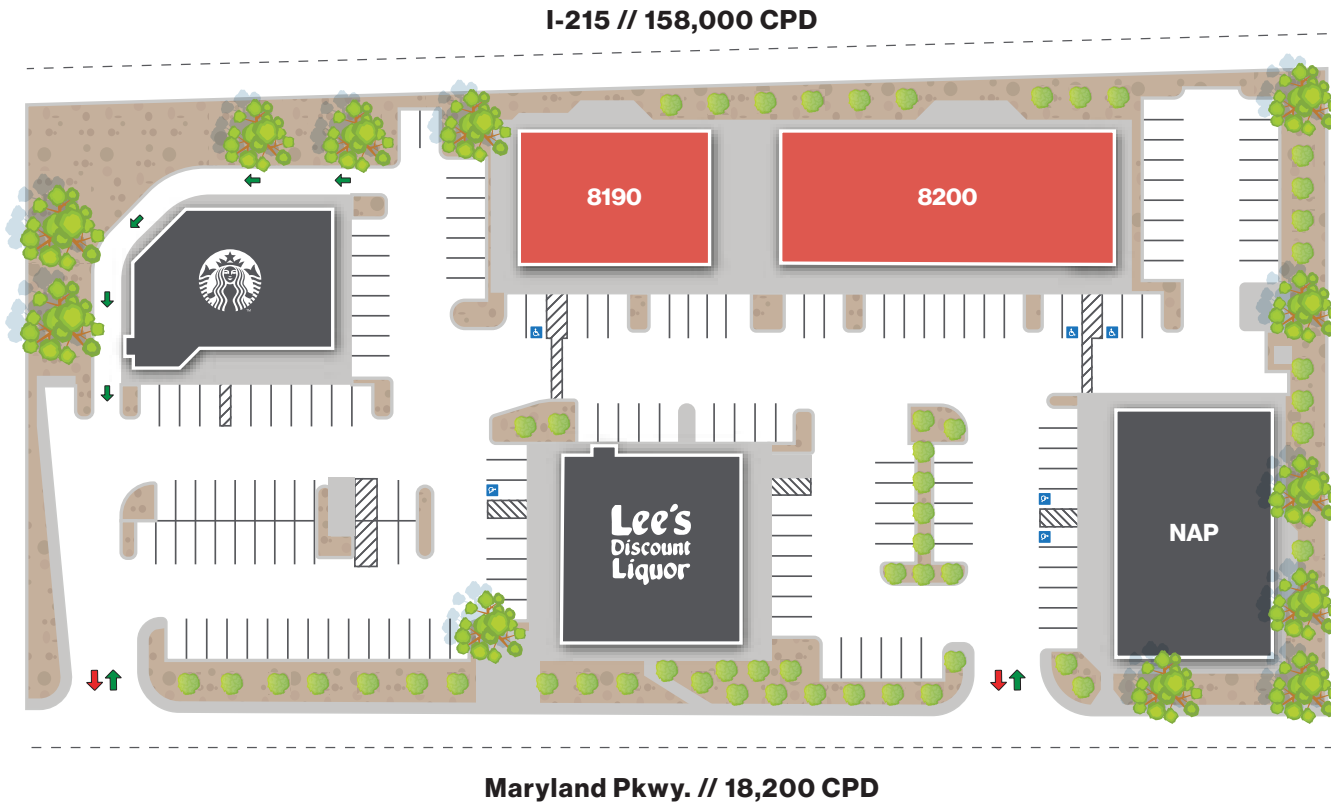 I-215 // 158,000 CPD
8190
8200
Lee's
Discount
Liquor
NAP
Maryland Pkwy. // 18,200 CPD